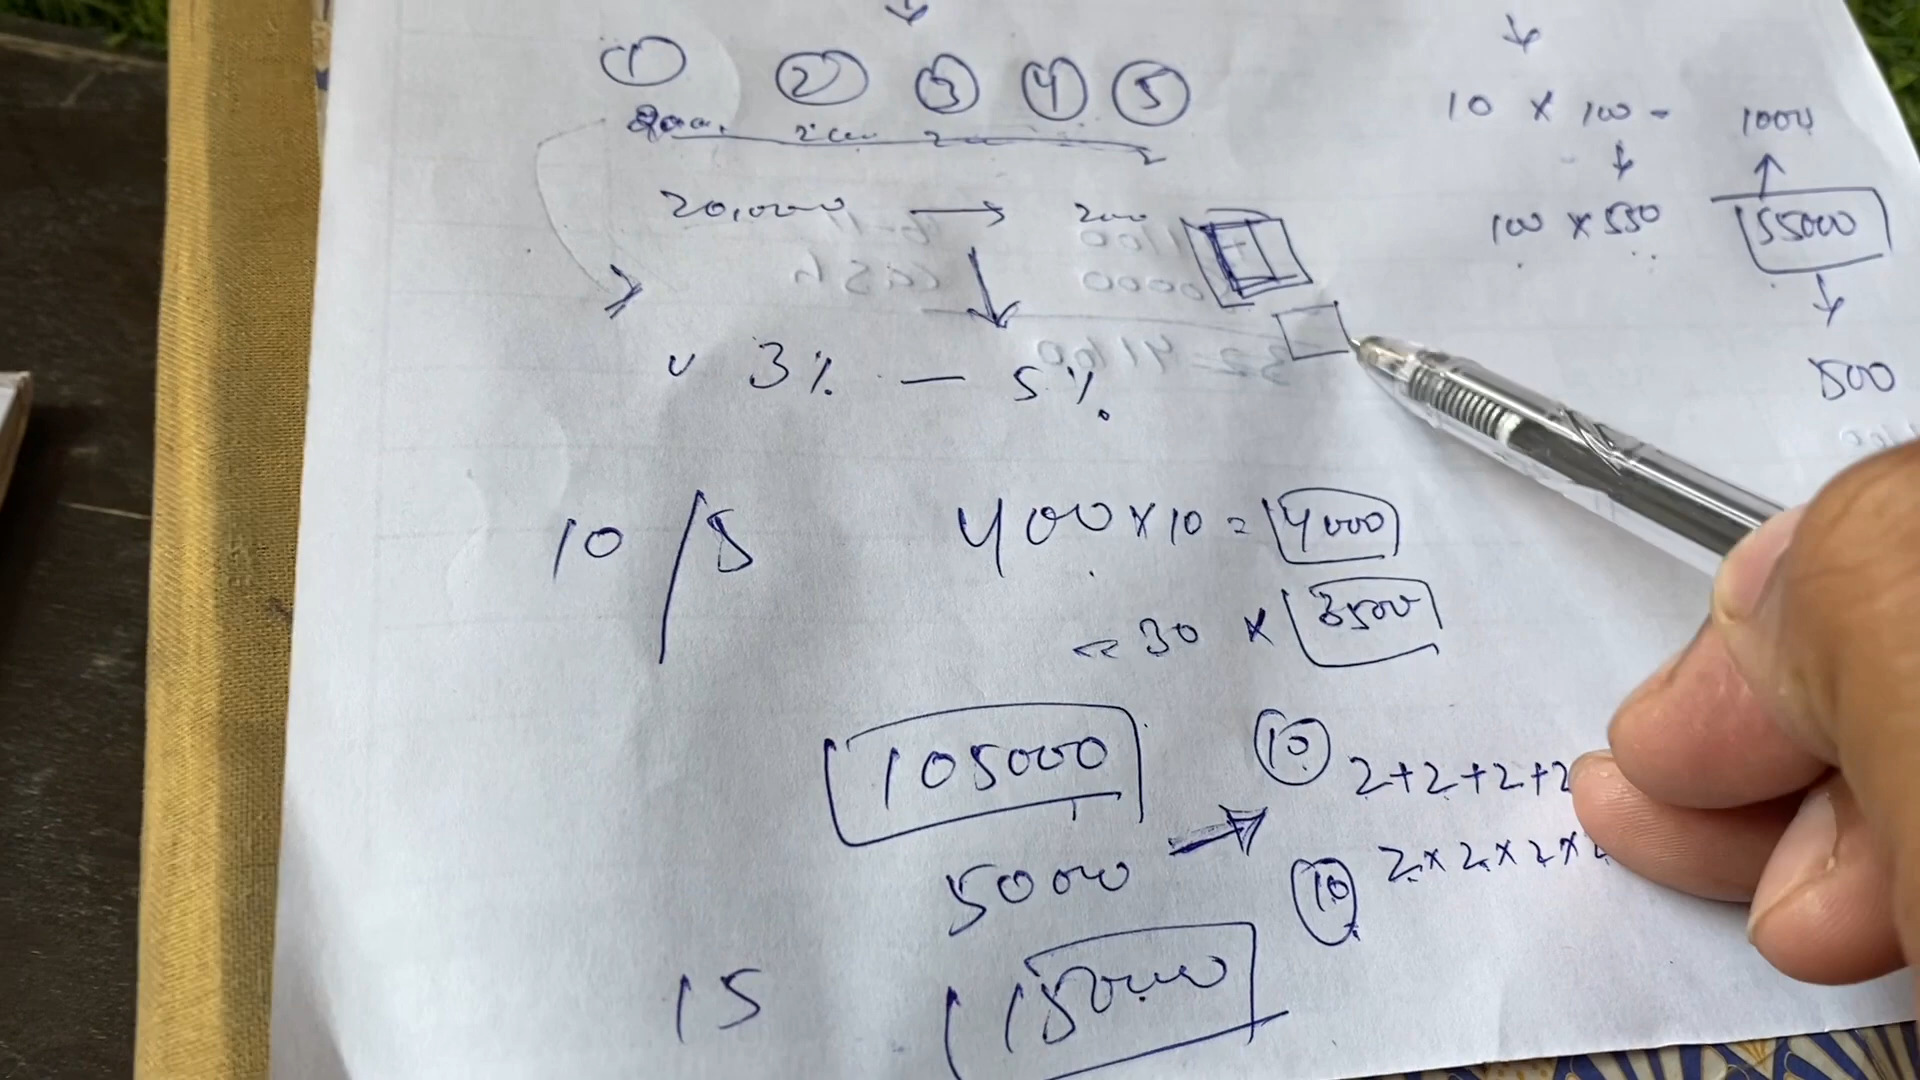 1 2 3 4 5
10 x 100 - 1000
20,000 → 200
100 x 550 55000
✓ 3% — 5%
500
10 / 5 400 x 10 = 4000
= 30 x 3500
105000
10 2+2+2+2
5000 →
10 2 x 2 x 2 x 2
15 15000